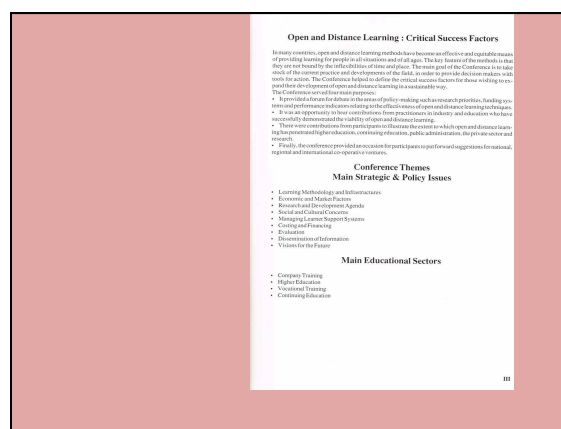 Open and Distance Learning : Critical Success Factors
In many countries, open and distance learning methods have become an effective and equitable means
of providing learning for people in all situations and of all ages. The key feature of the methods is that
they are not bound by the inflexibilities of time and place. The main goal of the Conference is to take
stock of the current practice and developments of the field, in order to provide decision makers with
tools for action. The Conference helped to define the critical success factors for those wishing to ex-
pand their development of open and distance learning in a sustainable way.
The Conference served four main purposes:
• It provided a forum for debate in the areas of policy-making such as research priorities, funding sys-
tems and performance indicators relating to the effectiveness of open and distance learning techniques.
• It was an opportunity to hear contributions from practitioners in industry and education who have
successfully demonstrated the viability of open and distance learning.
• There were contributions from participants to illustrate the extent to which open and distance learn-
ing has penetrated higher education, continuing education, public administration, the private sector and
research.
• Finally, the conference provided an occasion for participants to put forward suggestions for national,
regional and international co-operative ventures.
Conference Themes
Main Strategic & Policy Issues
• Learning Methodology and Infrastructures
• Economic and Market Factors
• Research and Development Agenda
• Social and Cultural Concerns
• Managing Learner Support Systems
• Costing and Financing
• Evaluation
• Dissemination of Information
• Visions for the Future
Main Educational Sectors
• Company Training
• Higher Education
• Vocational Training
• Continuing Education
III